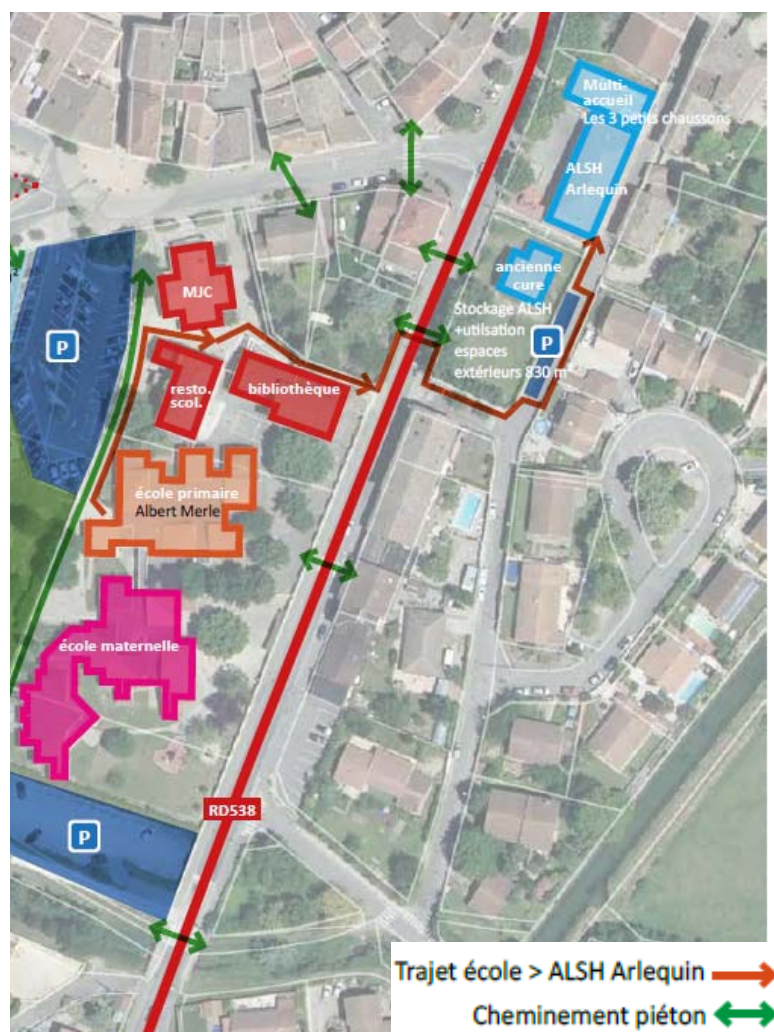 Multi-
accueil
Les 3 petits chaussons
ALSH
Arlequin
MJC
ancienne
cure
Stockage ALSH
+utilsation
espaces
extérieurs 830 m²
P
P
resto.
scol.
bibliothèque
école primaire
Albert Merle
école maternelle
RD538
P
Trajet école > ALSH Arlequin
Cheminement piéton